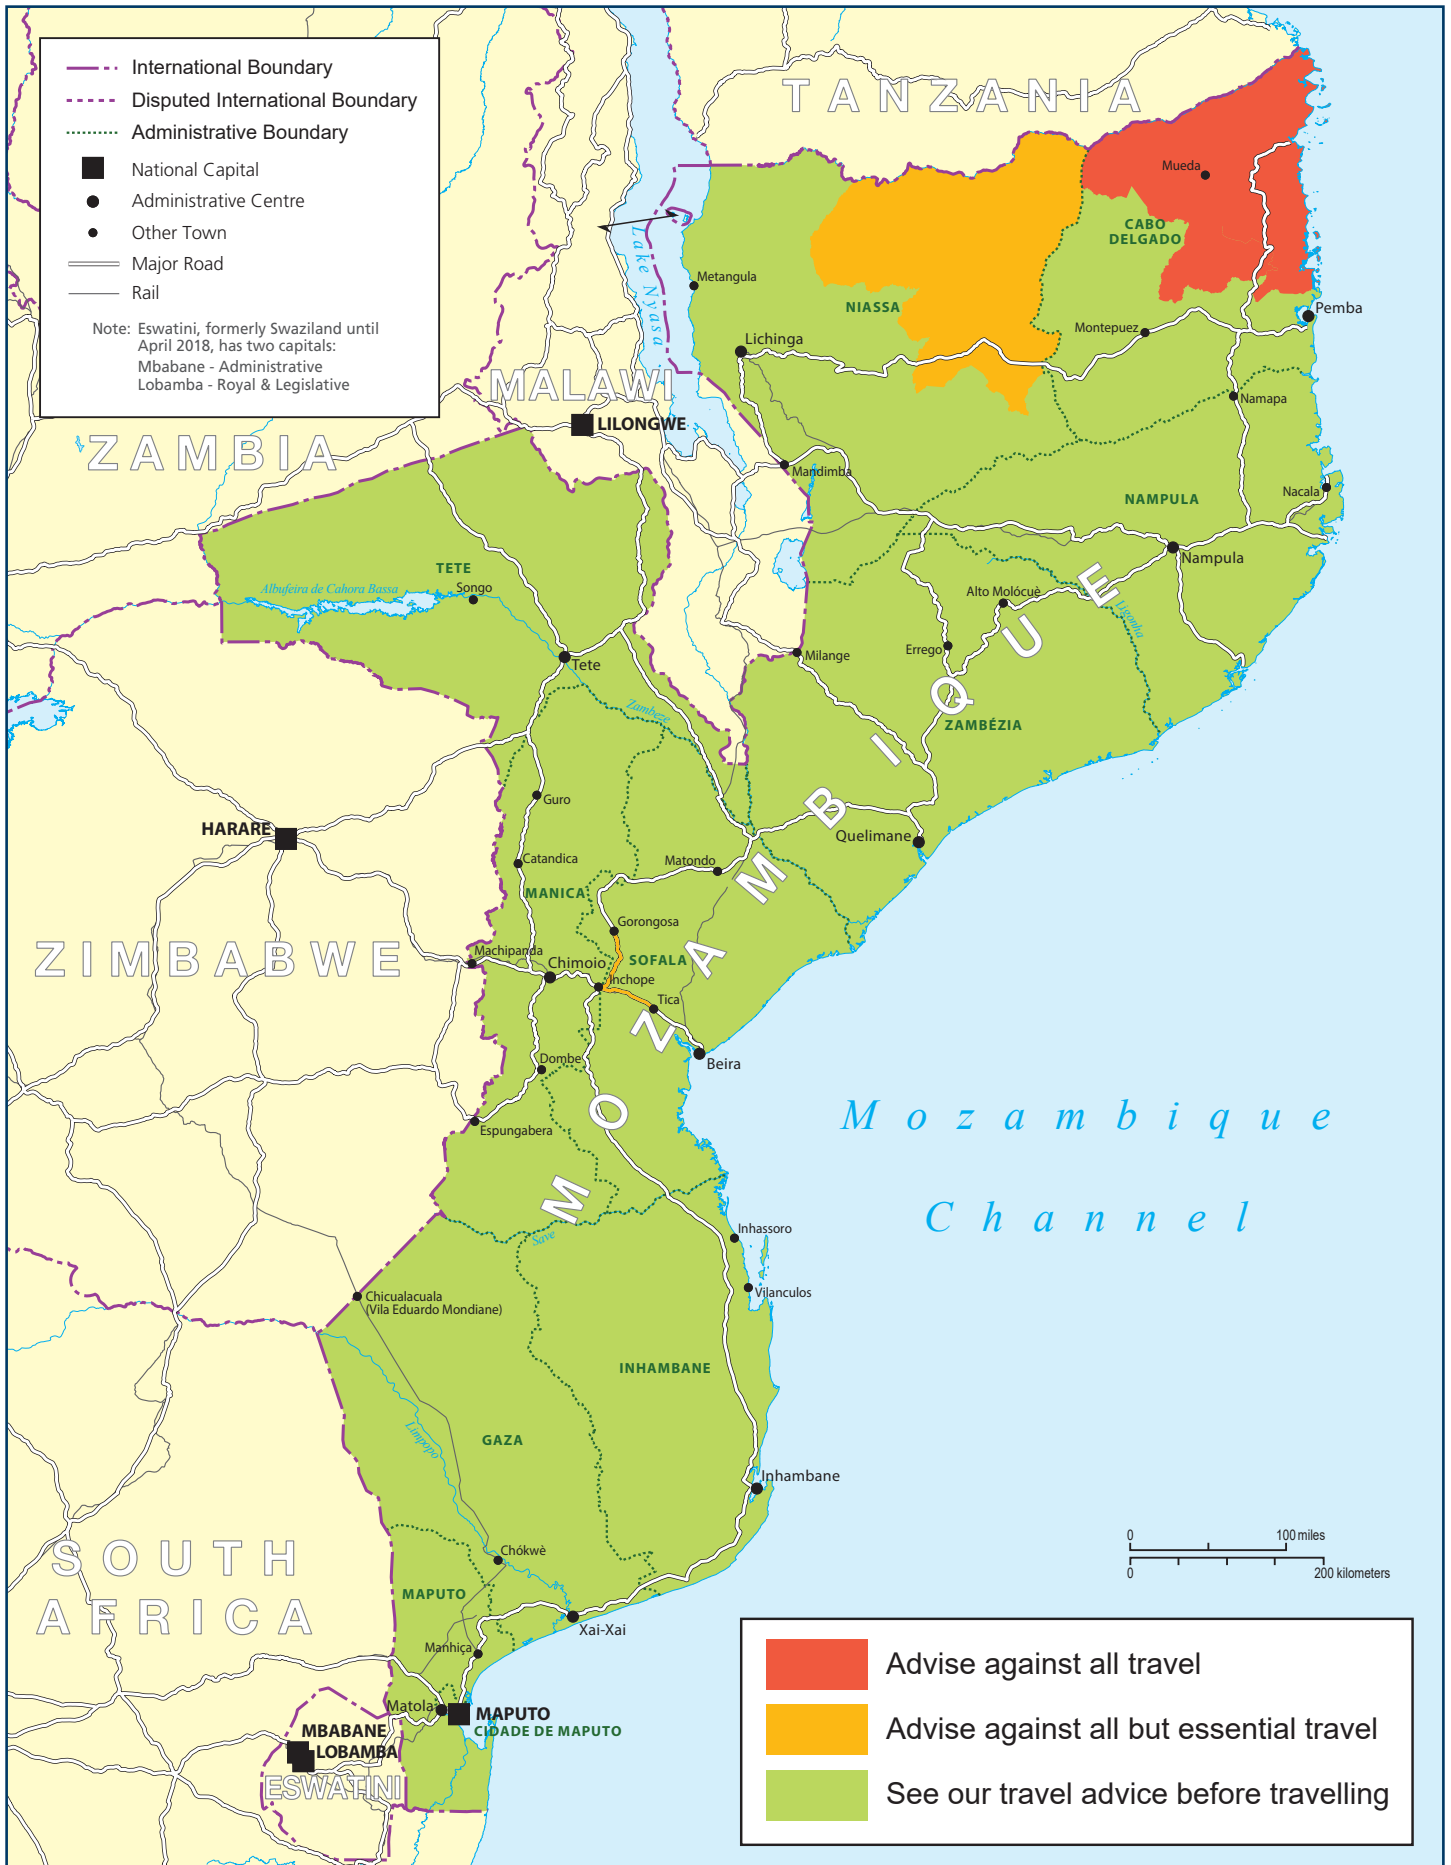 International Boundary
Disputed International Boundary
Administrative Boundary
National Capital
Administrative Centre
Other Town
Major Road
Rail
Note: Eswatini, formerly Swaziland until
April 2018, has two capitals:
Mbabane - Administrative
Lobamba - Royal & Legislative
TANZANIA
Mueda
CABO
DELGADO
Lake Nyasa
Metangula
NIASSA
Pemba
Montepuez
Lichinga
MALAWI
LILONGWE
Namapa
ZAMBIA
Mandimba
NAMPULA
Nacala
Nampula
TETE
Albufeira de Cahora Bassa
Songo
Alto Molócuè
Ligonha
Errego
Milange
Tete
Zambeze
ZAMBÉZIA
MOZAMBIQUE
Guro
HARARE
Quelimane
Catandica
Matondo
MANICA
Gorongosa
ZIMBABWE
Machipanda
Chimoio
SOFALA
Inchope
Tica
Beira
Dombe
Espungabera
Mozambique
Channel
Save
Inhassoro
Vilanculos
Chicualacuala
(Vila Eduardo Mondiane)
INHAMBANE
Limpopo
GAZA
Inhambane
SOUTH
AFRICA
Chókwè
MAPUTO
Xai-Xai
Manhiça
Matola
MAPUTO
CIDADE DE MAPUTO
MBABANE
LOBAMBA
ESWATINI
0 100 miles
0 200 kilometers
Advise against all travel
Advise against all but essential travel
See our travel advice before travelling